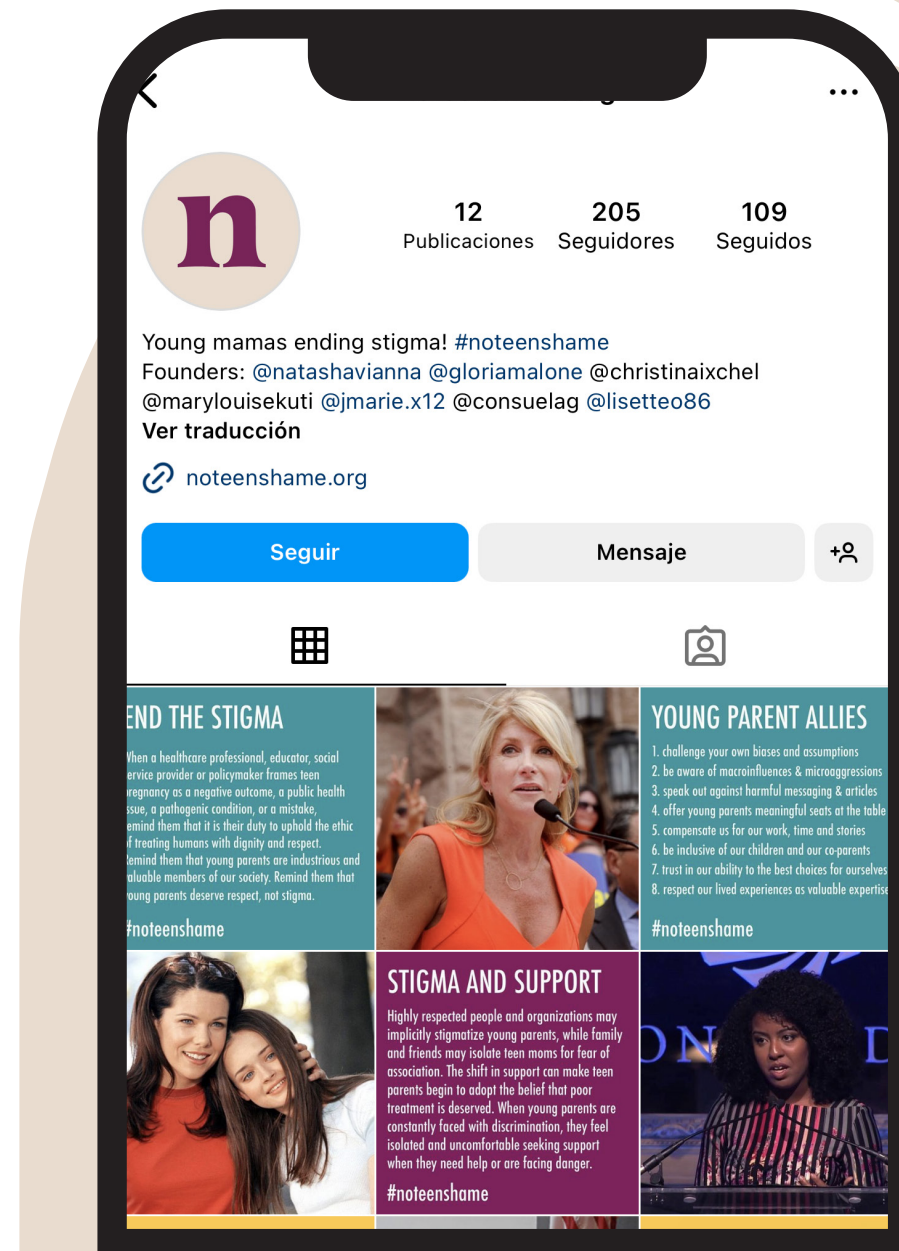 n
12 205 109
Publicaciones Seguidores Seguidos
Young mamas ending stigma! #noteenshame
Founders: @natashavianna @gloriamalone @christinaixchel
@marylouisekuti @jmarie.x12 @consuelag @lisetteo86
Ver traducción
noteenshame.org
Seguir Mensaje
END THE STIGMA
When a healthcare professional, educator, social
service provider or policymaker frames teen
pregnancy as a negative outcome, a public health
issue, a pathogenic condition, or a mistake,
remind them that it is their duty to uphold the ethic
of treating humans with dignity and respect.
Remind them that young parents are industrious and
valuable members of our society. Remind them that
young parents deserve respect, not stigma.
#noteenshame
YOUNG PARENT ALLIES
1. challenge your own biases and assumptions
2. be aware of macroinfluences & microaggressions
3. speak out against harmful messaging & articles
4. offer young parents meaningful seats at the table
5. compensate us for our work, time and stories
6. be inclusive of our children and our co-parents
7. trust in our ability to the best choices for ourselves
8. respect our lived experiences as valuable expertise
#noteenshame
STIGMA AND SUPPORT
Highly respected people and organizations may
implicitly stigmatize young parents, while family
and friends may isolate teen moms for fear of
association. The shift in support can make teen
parents begin to adopt the belief that poor
treatment is deserved. When young parents are
constantly faced with discrimination, they feel
isolated and uncomfortable seeking support
when they need help or are facing danger.
#noteenshame
ON D